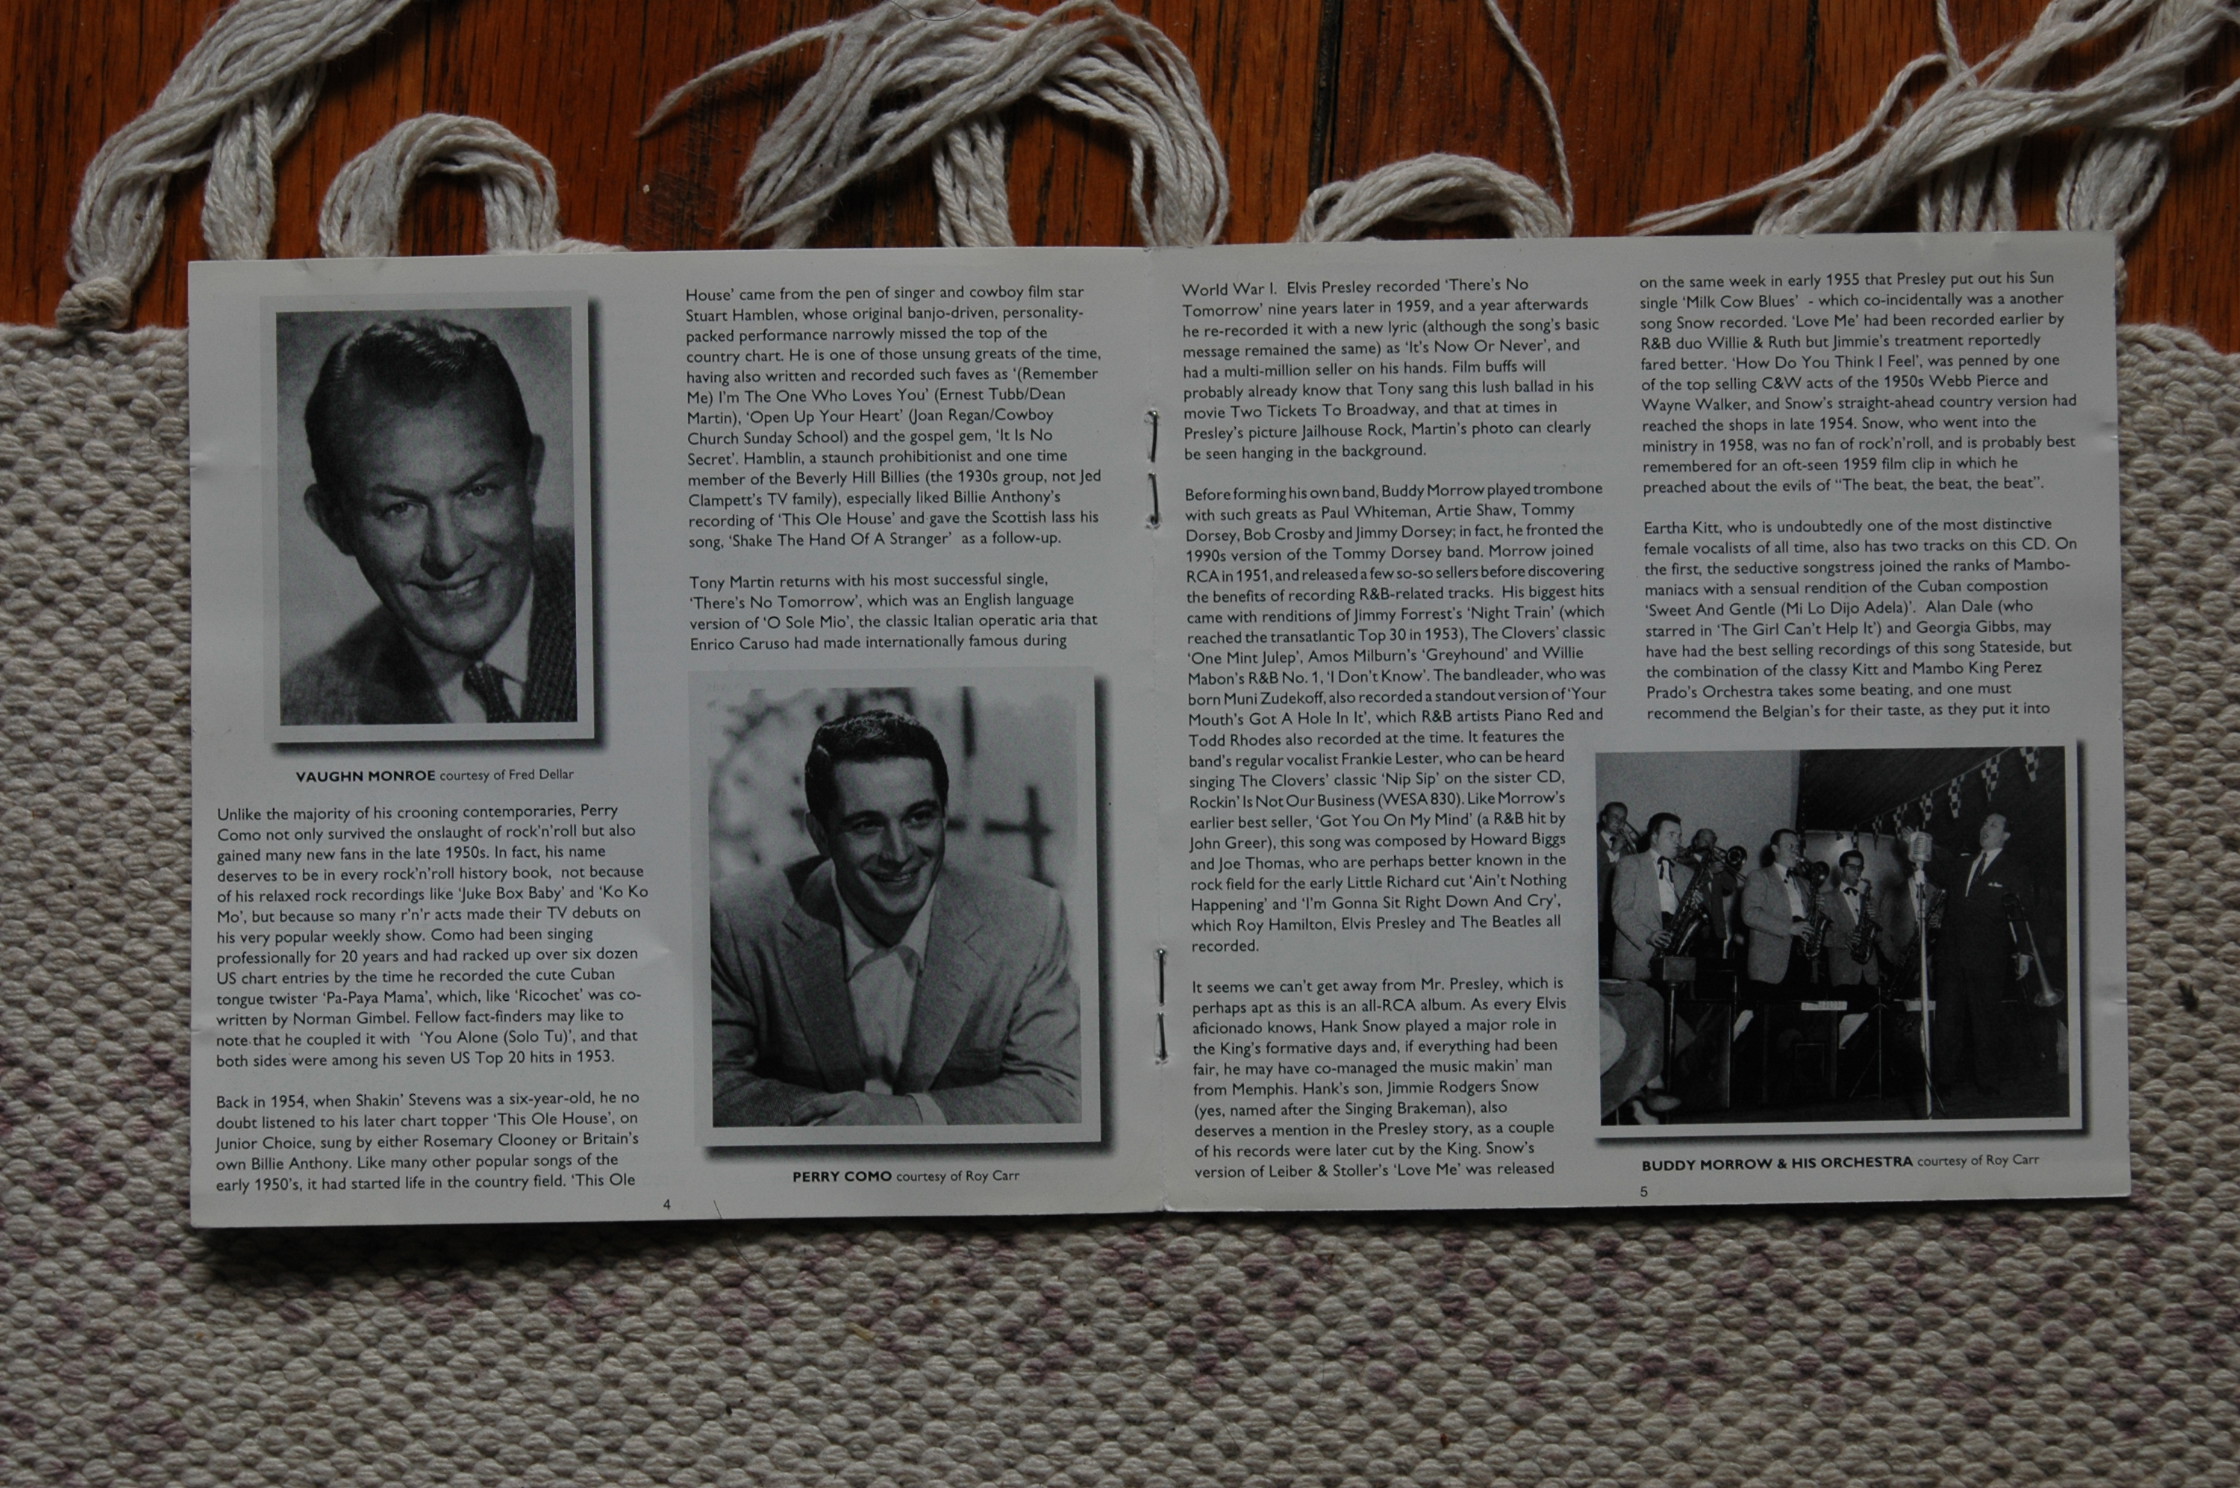 VAUGHN MONROE courtesy of Fred Dellar
Unlike the majority of his crooning contemporaries, Perry
Como not only survived the onslaught of rock'n'roll but also
gained many new fans in the late 1950s. In fact, his name
deserves to be in every rock'n'roll history book, not because
of his relaxed rock recordings like 'Juke Box Baby' and 'Ko Ko
Mo', but because so many r'n'r acts made their TV debuts on
his very popular weekly show. Como had been singing
professionally for 20 years and had racked up over six dozen
US chart entries by the time he recorded the cute Cuban
tongue twister 'Pa-Paya Mama', which, like 'Ricochet' was co-
written by Norman Gimbel. Fellow fact-finders may like to
note that he coupled it with 'You Alone (Solo Tu)', and that
both sides were among his seven US Top 20 hits in 1953.
Back in 1954, when Shakin' Stevens was a six-year-old, he no
doubt listened to his later chart topper 'This Ole House', on
Junior Choice, sung by either Rosemary Clooney or Britain's
own Billie Anthony. Like many other popular songs of the
early 1950's, it had started life in the country field. 'This Ole
House' came from the pen of singer and cowboy film star
Stuart Hamblen, whose original banjo-driven, personality-
packed performance narrowly missed the top of the
country chart. He is one of those unsung greats of the time,
having also written and recorded such faves as '(Remember
Me) I'm The One Who Loves You' (Ernest Tubb/Dean
Martin), 'Open Up Your Heart' (Joan Regan/Cowboy
Church Sunday School) and the gospel gem, 'It Is No
Secret'. Hamblin, a staunch prohibitionist and one time
member of the Beverly Hill Billies (the 1930s group, not Jed
Clampett's TV family), especially liked Billie Anthony's
recording of 'This Ole House' and gave the Scottish lass his
song, 'Shake The Hand Of A Stranger' as a follow-up.
Tony Martin returns with his most successful single,
'There's No Tomorrow', which was an English language
version of 'O Sole Mio', the classic Italian operatic aria that
Enrico Caruso had made internationally famous during
PERRY COMO courtesy of Roy Carr
4
World War I. Elvis Presley recorded 'There's No
Tomorrow' nine years later in 1959, and a year afterwards
he re-recorded it with a new lyric (although the song's basic
message remained the same) as 'It's Now Or Never', and
had a multi-million seller on his hands. Film buffs will
probably already know that Tony sang this lush ballad in his
movie Two Tickets To Broadway, and that at times in
Presley's picture Jailhouse Rock, Martin's photo can clearly
be seen hanging in the background.
Before forming his own band, Buddy Morrow played trombone
with such greats as Paul Whiteman, Artie Shaw, Tommy
Dorsey, Bob Crosby and Jimmy Dorsey; in fact, he fronted the
1990s version of the Tommy Dorsey band. Morrow joined
RCA in 1951, and released a few so-so sellers before discovering
the benefits of recording R&B-related tracks. His biggest hits
came with renditions of Jimmy Forrest's 'Night Train' (which
reached the transatlantic Top 30 in 1953), The Clovers' classic
'One Mint Julep', Amos Milburn's 'Greyhound' and Willie
Mabon's R&B No. 1, 'I Don't Know'. The bandleader, who was
born Muni Zudekoff, also recorded a standout version of 'Your
Mouth's Got A Hole In It', which R&B artists Piano Red and
Todd Rhodes also recorded at the time. It features the
band's regular vocalist Frankie Lester, who can be heard
singing The Clovers' classic 'Nip Sip' on the sister CD,
Rockin' Is Not Our Business (WESA 830). Like Morrow's
earlier best seller, 'Got You On My Mind' (a R&B hit by
John Greer), this song was composed by Howard Biggs
and Joe Thomas, who are perhaps better known in the
rock field for the early Little Richard cut 'Ain't Nothing
Happening' and 'I'm Gonna Sit Right Down And Cry',
which Roy Hamilton, Elvis Presley and The Beatles all
recorded.
It seems we can't get away from Mr. Presley, which is
perhaps apt as this is an all-RCA album. As every Elvis
aficionado knows, Hank Snow played a major role in
the King's formative days and, if everything had been
fair, he may have co-managed the music makin' man
from Memphis. Hank's son, Jimmie Rodgers Snow
(yes, named after the Singing Brakeman), also
deserves a mention in the Presley story, as a couple
of his records were later cut by the King. Snow's
version of Leiber & Stoller's 'Love Me' was released
on the same week in early 1955 that Presley put out his Sun
single 'Milk Cow Blues' - which co-incidentally was a another
song Snow recorded. 'Love Me' had been recorded earlier by
R&B duo Willie & Ruth but Jimmie's treatment reportedly
fared better. 'How Do You Think I Feel', was penned by one
of the top selling C&W acts of the 1950s Webb Pierce and
Wayne Walker, and Snow's straight-ahead country version had
reached the shops in late 1954. Snow, who went into the
ministry in 1958, was no fan of rock'n'roll, and is probably best
remembered for an oft-seen 1959 film clip in which he
preached about the evils of "The beat, the beat, the beat".
Eartha Kitt, who is undoubtedly one of the most distinctive
female vocalists of all time, also has two tracks on this CD. On
the first, the seductive songstress joined the ranks of Mambo-
maniacs with a sensual rendition of the Cuban compostion
'Sweet And Gentle (Mi Lo Dijo Adela)'. Alan Dale (who
starred in 'The Girl Can't Help It') and Georgia Gibbs, may
have had the best selling recordings of this song Stateside, but
the combination of the classy Kitt and Mambo King Perez
Prado's Orchestra takes some beating, and one must
recommend the Belgian's for their taste, as they put it into
BUDDY MORROW & HIS ORCHESTRA courtesy of Roy Carr
5